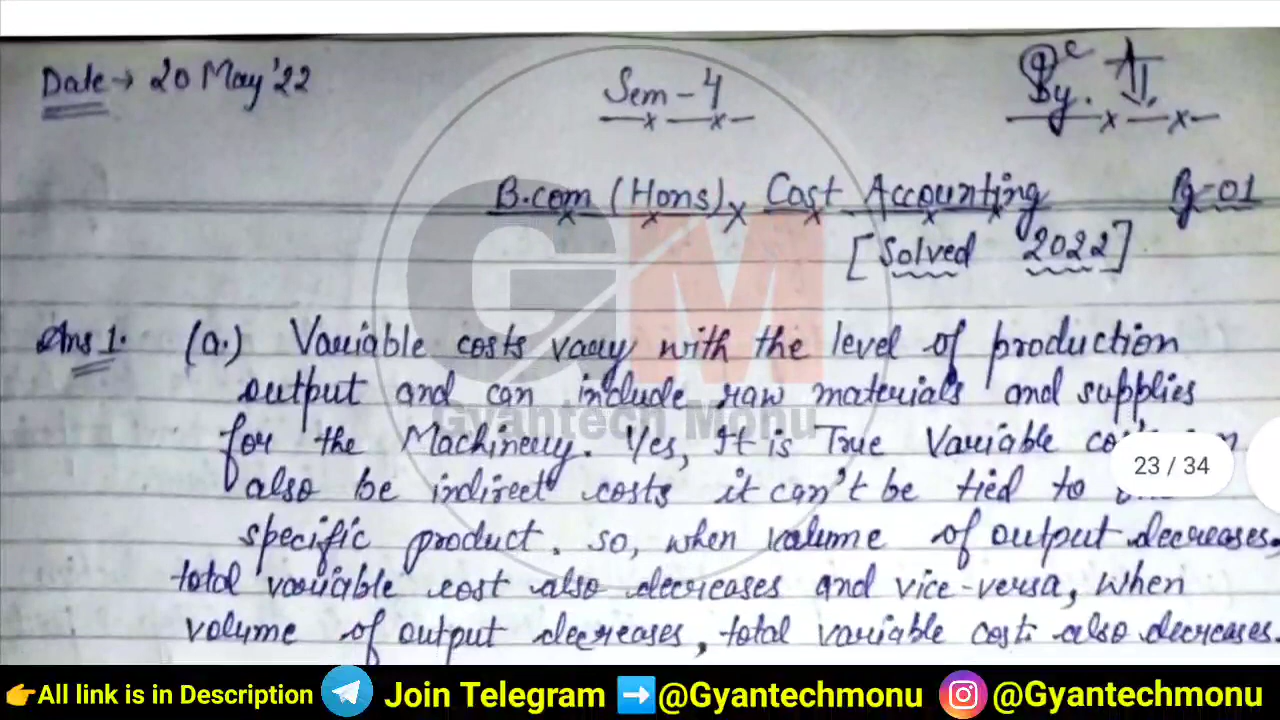 Date → 20 May '22
Sem - 4
By.
B.com (Hons) Cost Accounting
Pg-01
[Solved 2022]
GM
Gyantech Monu
Ans 1. (a.) Variable costs vary with the level of production
output and can include raw materials and supplies
for the Machinery. Yes, It is True Variable
also be indirect costs it can't be tied to
23 / 34
specific product. so, when volume of output decreases,
total variable cost also decreases and vice-versa, when
volume of output decreases, total variable cost also decreases.
👉All link is in Description Join Telegram ➡️@Gyantechmonu @Gyantechmonu